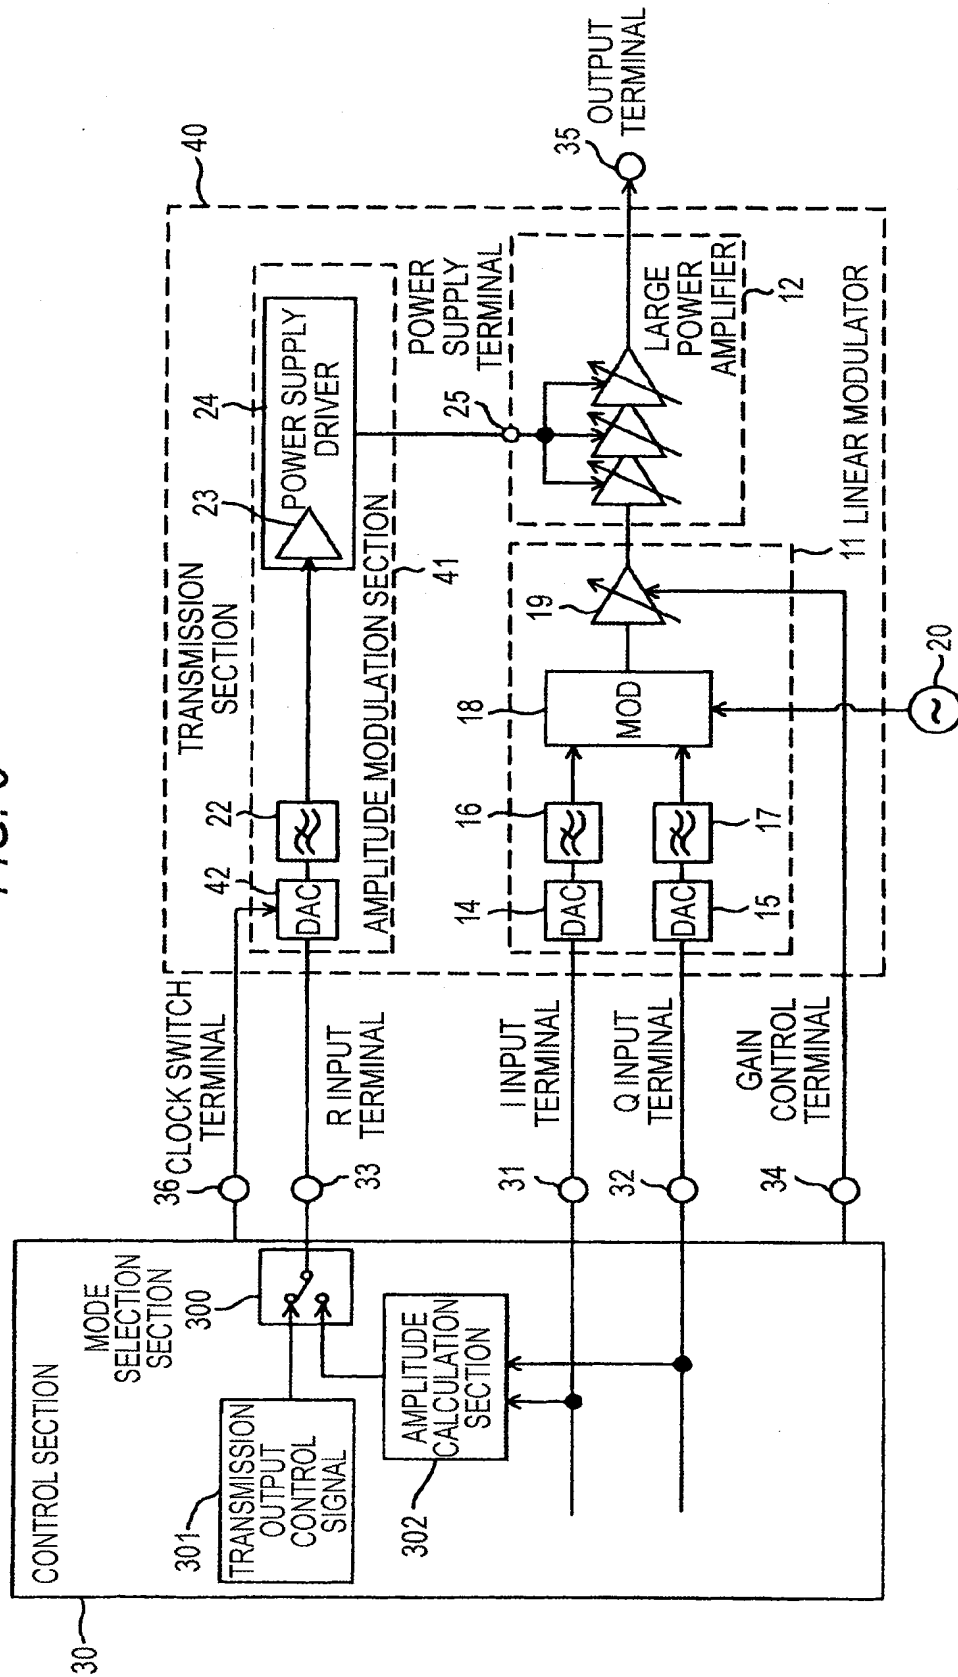 30
CONTROL SECTION
301
TRANSMISSION
OUTPUT
CONTROL
SIGNAL
MODE
SELECTION
SECTION
300
302
AMPLITUDE
CALCULATION
SECTION
36
CLOCK SWITCH
TERMINAL
33
R INPUT
TERMINAL
31
I INPUT
TERMINAL
32
Q INPUT
TERMINAL
34
GAIN
CONTROL
TERMINAL
40
TRANSMISSION
SECTION
42
DAC
22
23
24
POWER SUPPLY
DRIVER
AMPLITUDE MODULATION SECTION
41
POWER
SUPPLY
TERMINAL
25
14
DAC
16
15
DAC
17
18
MOD
19
11 LINEAR MODULATOR
20
LARGE
POWER
AMPLIFIER
12
35
OUTPUT
TERMINAL